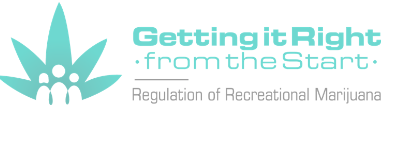 Getting it Right
·from the Start·
Regulation of Recreational Marijuana